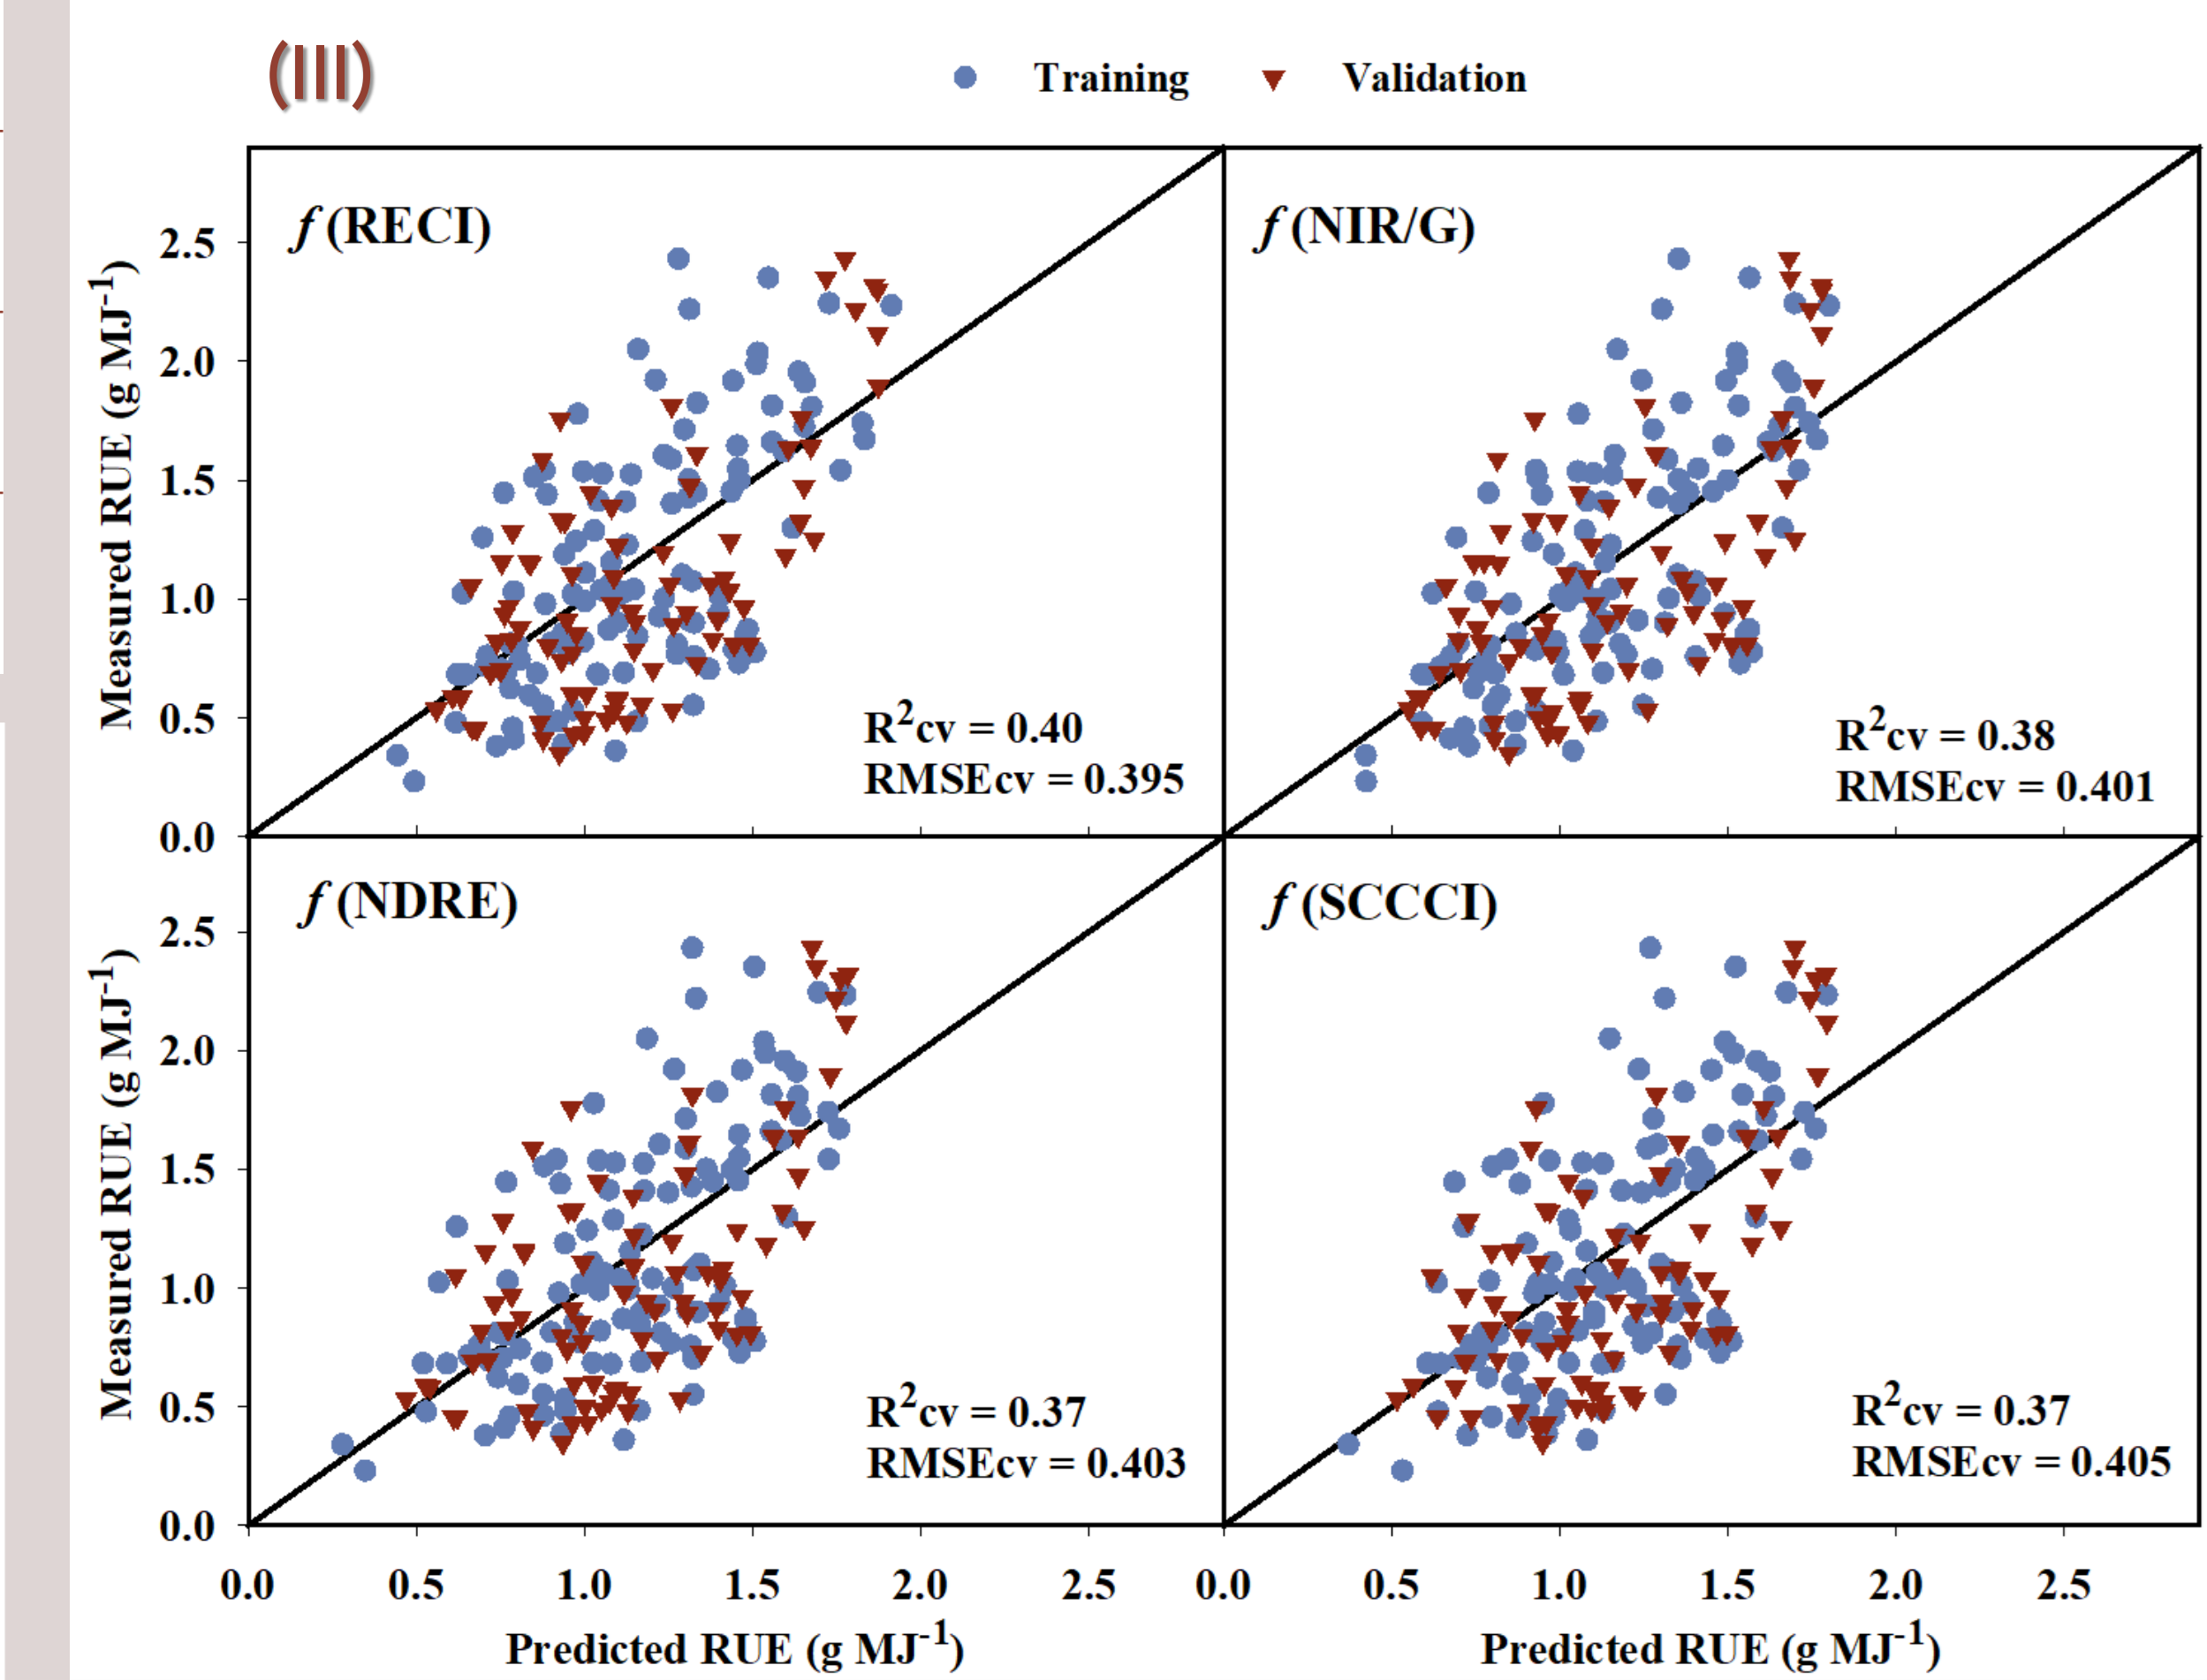 (III)
Training Validation
f (RECI)
f (NIR/G)
Measured RUE (g MJ⁻¹)
2.5
2.0
1.5
1.0
0.5
0.0
R²cv = 0.40
RMSEcv = 0.395
R²cv = 0.38
RMSEcv = 0.401
f (NDRE)
f (SCCCI)
Measured RUE (g MJ⁻¹)
2.5
2.0
1.5
1.0
0.5
0.0
R²cv = 0.37
RMSEcv = 0.403
R²cv = 0.37
RMSEcv = 0.405
0.0 0.5 1.0 1.5 2.0 2.5 0.0 0.5 1.0 1.5 2.0 2.5
Predicted RUE (g MJ⁻¹) Predicted RUE (g MJ⁻¹)